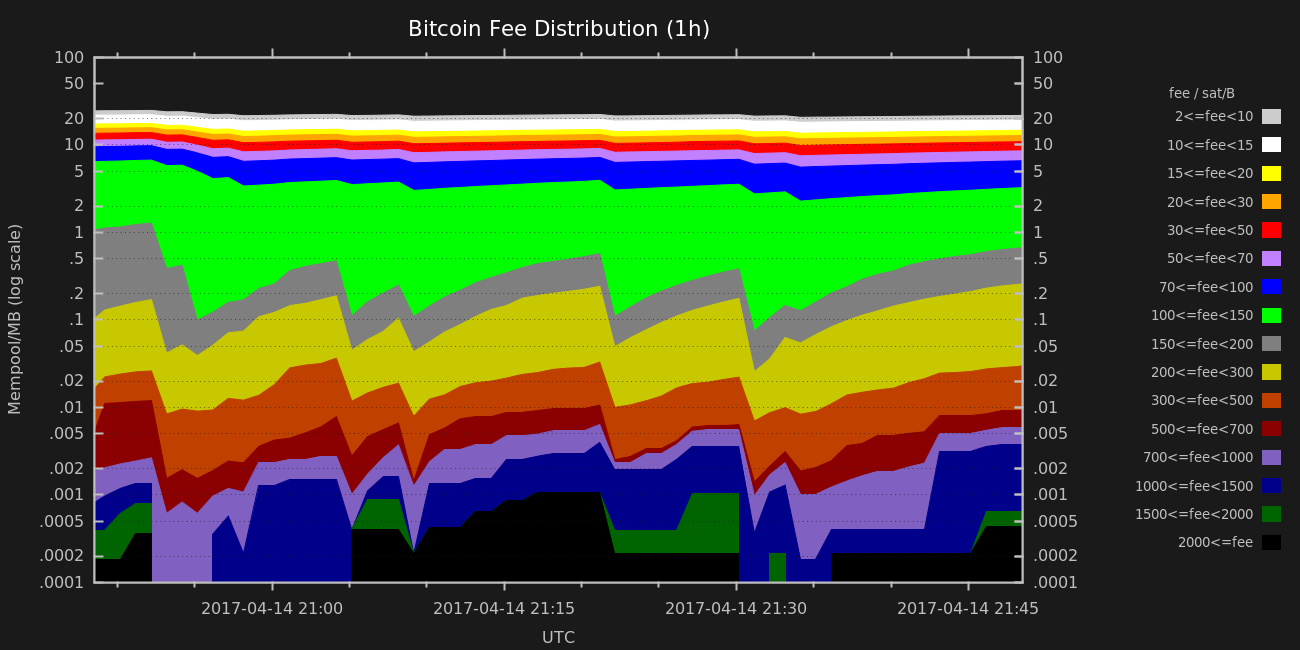 Bitcoin Fee Distribution (1h)
100
50
20
10
5
2
1
.5
.2
.1
.05
.02
.01
.005
.002
.001
.0005
.0002
.0001
Mempool/MB (log scale)
100
50
20
10
5
2
1
.5
.2
.1
.05
.02
.01
.005
.002
.001
.0005
.0002
.0001
2017-04-14 21:00
2017-04-14 21:15
2017-04-14 21:30
2017-04-14 21:45
UTC
fee / sat/B
2<=fee<10
10<=fee<15
15<=fee<20
20<=fee<30
30<=fee<50
50<=fee<70
70<=fee<100
100<=fee<150
150<=fee<200
200<=fee<300
300<=fee<500
500<=fee<700
700<=fee<1000
1000<=fee<1500
1500<=fee<2000
2000<=fee